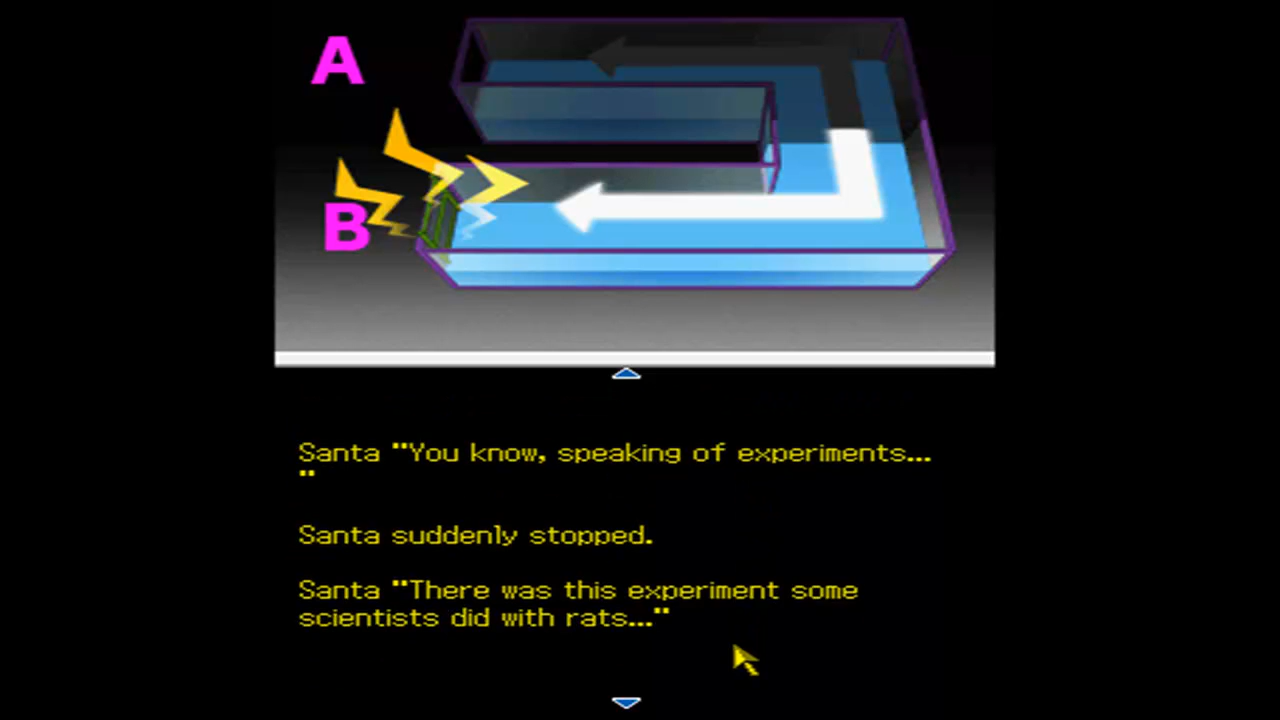 A
B
Santa "You know, speaking of experiments...
"
Santa suddenly stopped.
Santa "There was this experiment some
scientists did with rats..."